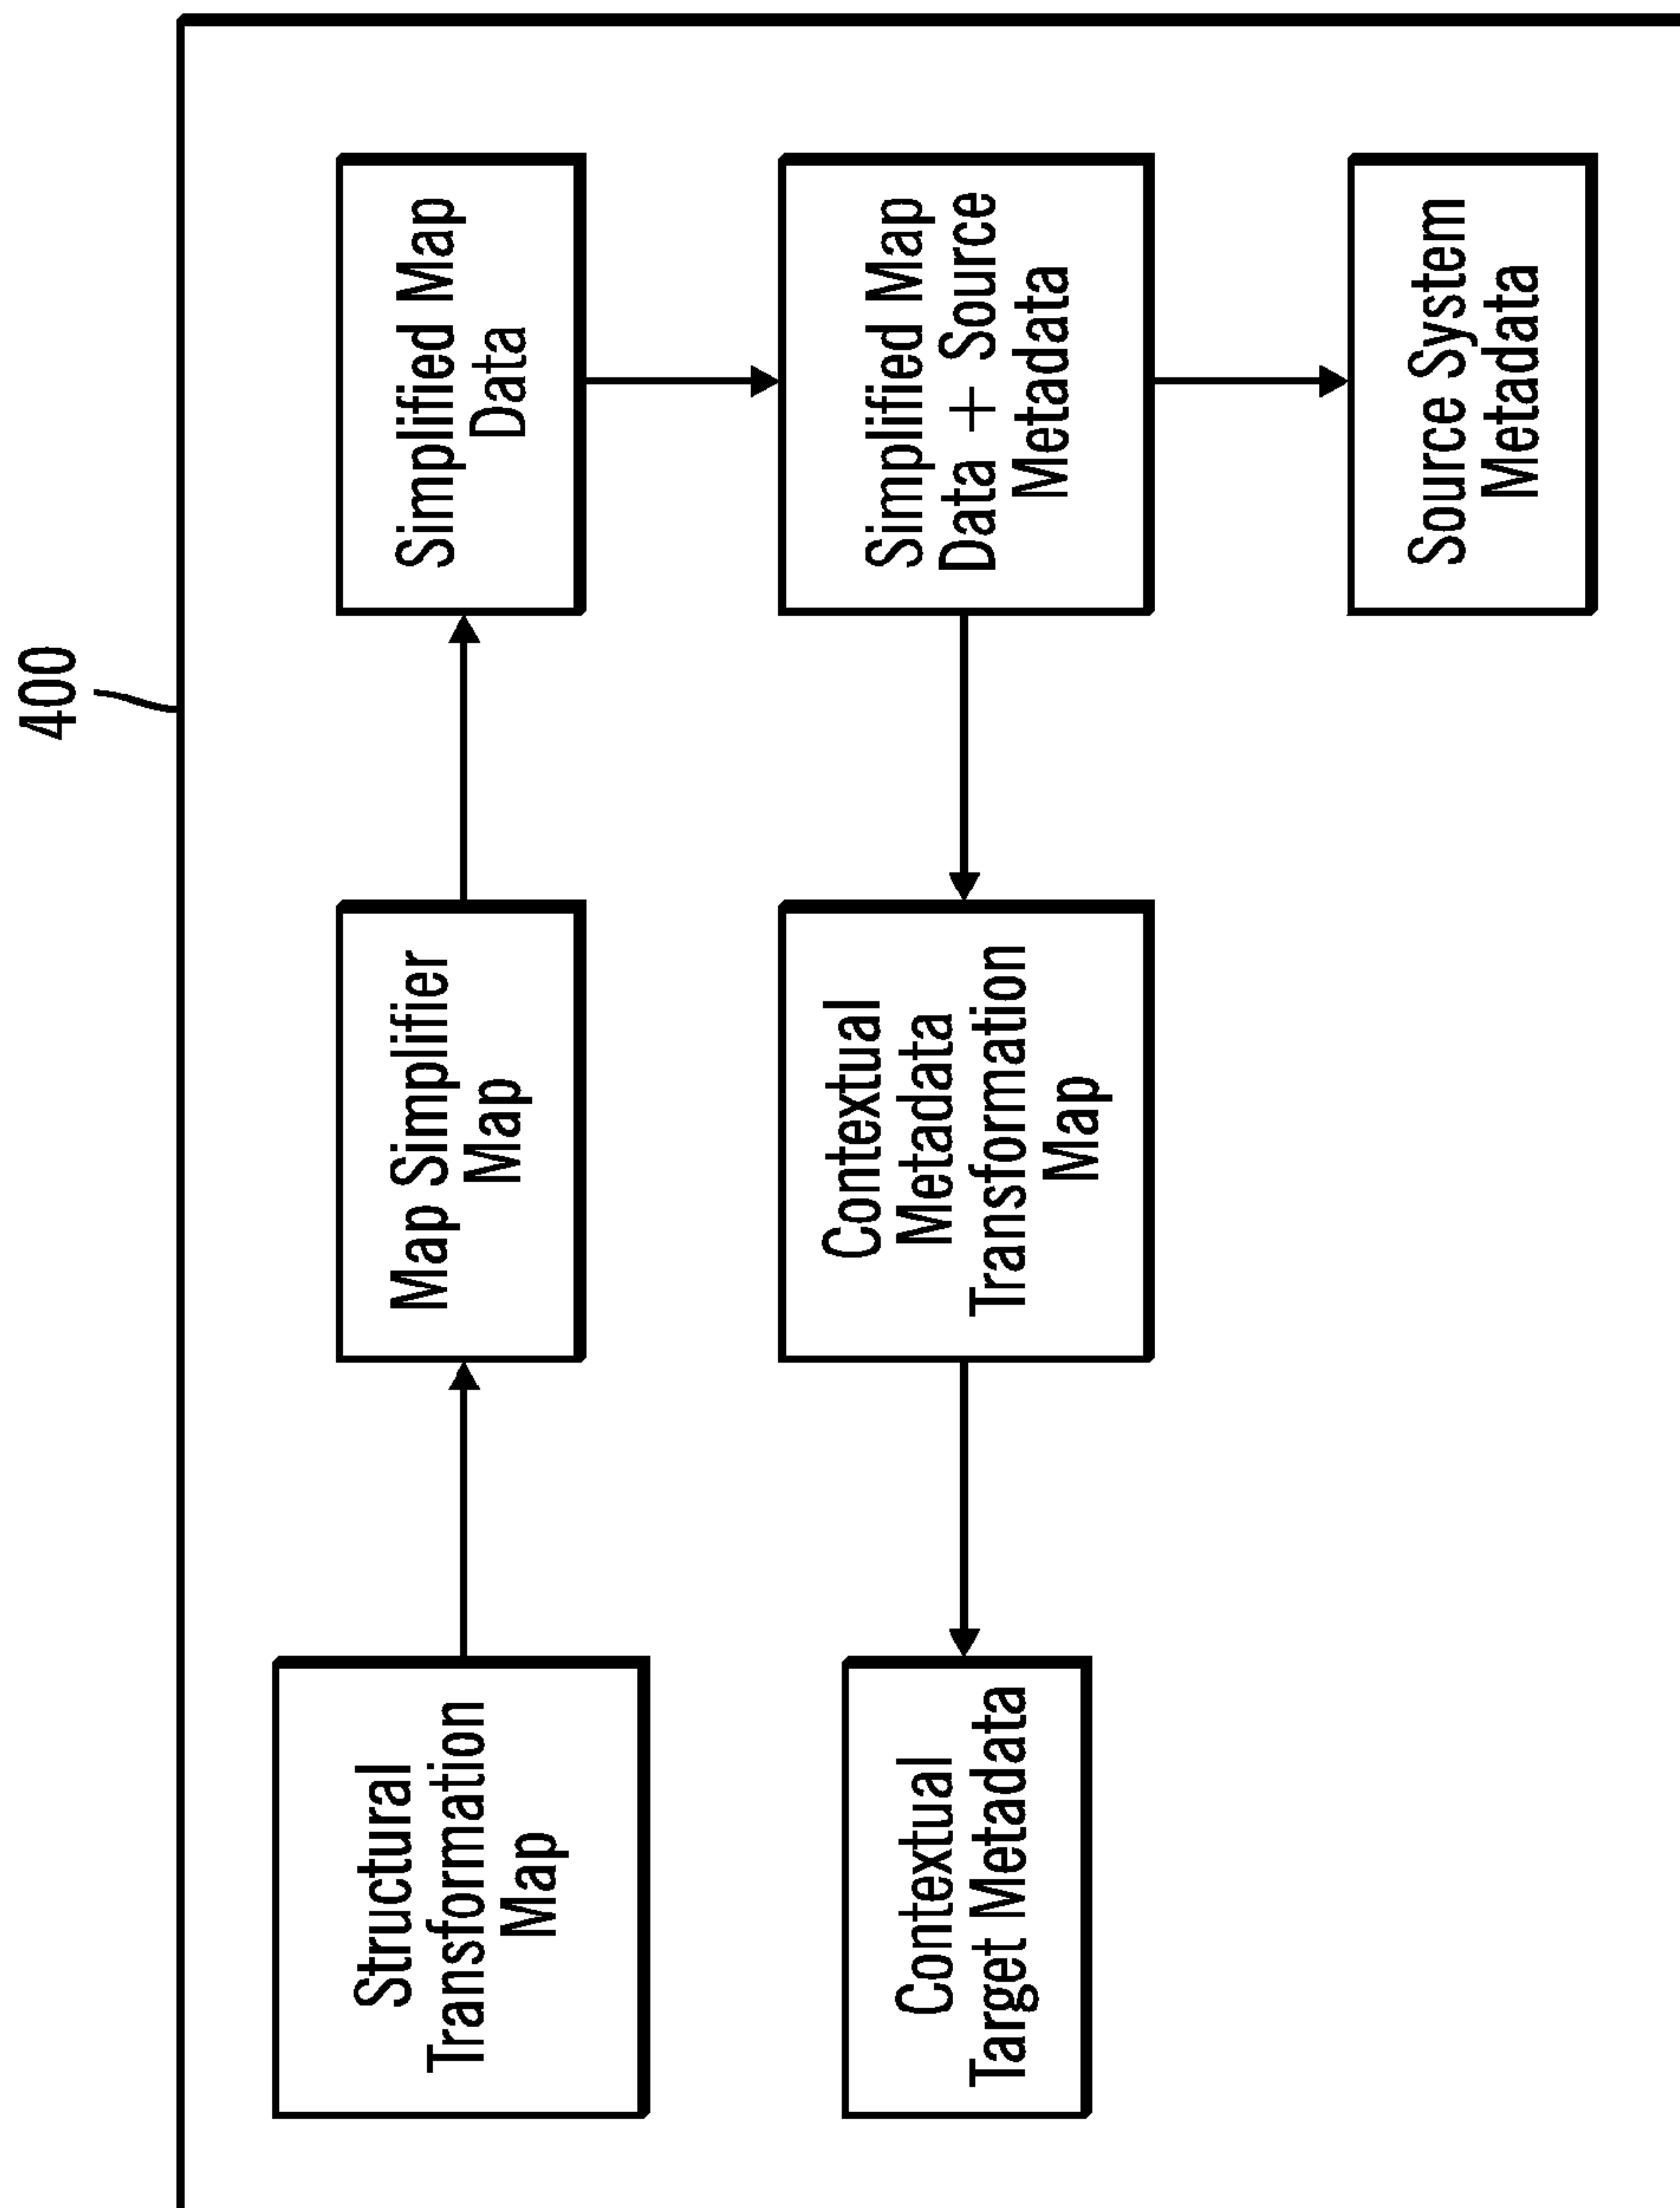 400
Structural
Transformation
Map
Map Simplifier
Map
Simplified Map
Data
Contextual
Target Metadata
Contextual
Metadata
Transformation
Map
Simplified Map
Data + Source
Metadata
Source System
Metadata